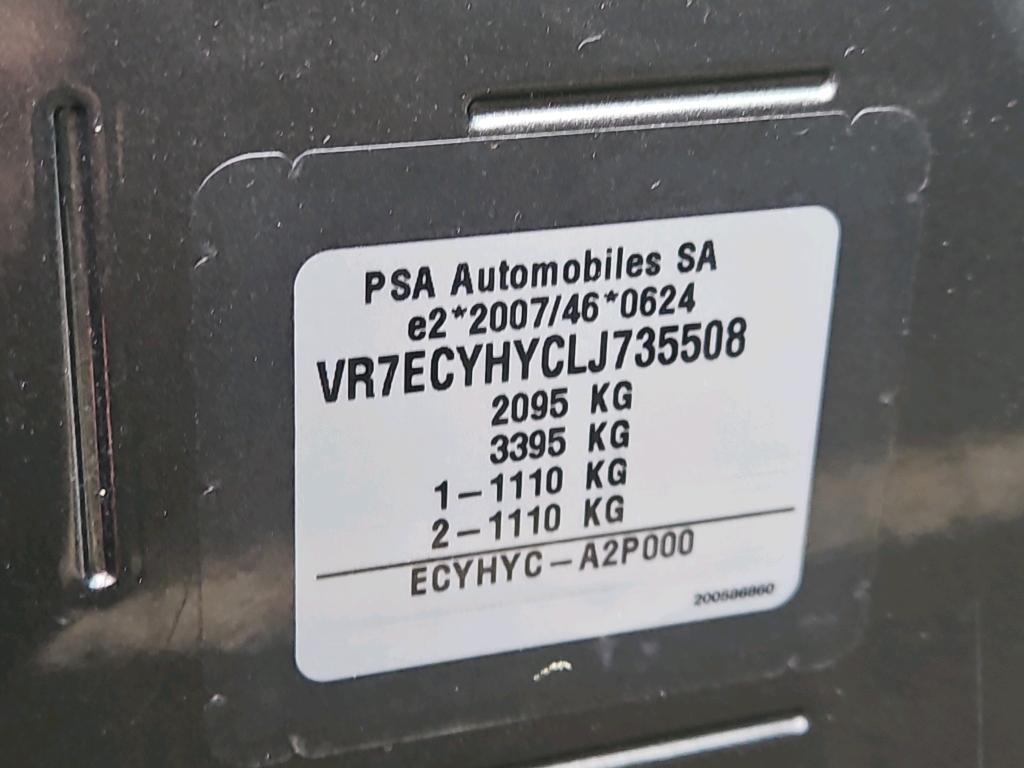 PSA Automobiles SA
e2*2007/46*0624
VR7ECYHYCLJ735508
2095 KG
3395 KG
1-1110 KG
2-1110 KG
ECYHYC-A2P000
200586860